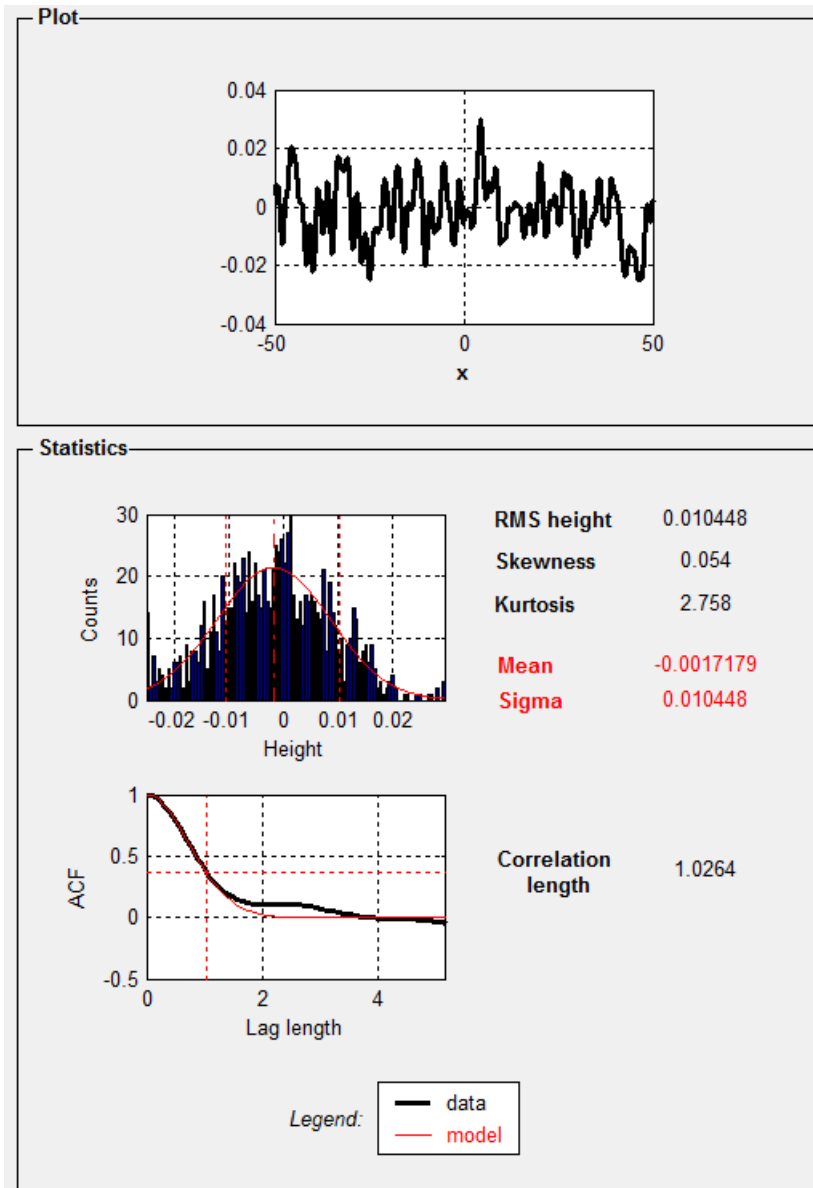 Plot
0.04
0.02
0
-0.02
-0.04
-50 0 50
x
Statistics
30
20
10
0
Counts
-0.02 -0.01 0 0.01 0.02
Height
RMS height 0.010448
Skewness 0.054
Kurtosis 2.758
Mean -0.0017179
Sigma 0.010448
1
0.5
0
-0.5
ACF
0 2 4
Lag length
Correlation
length
1.0264
Legend:
data
model